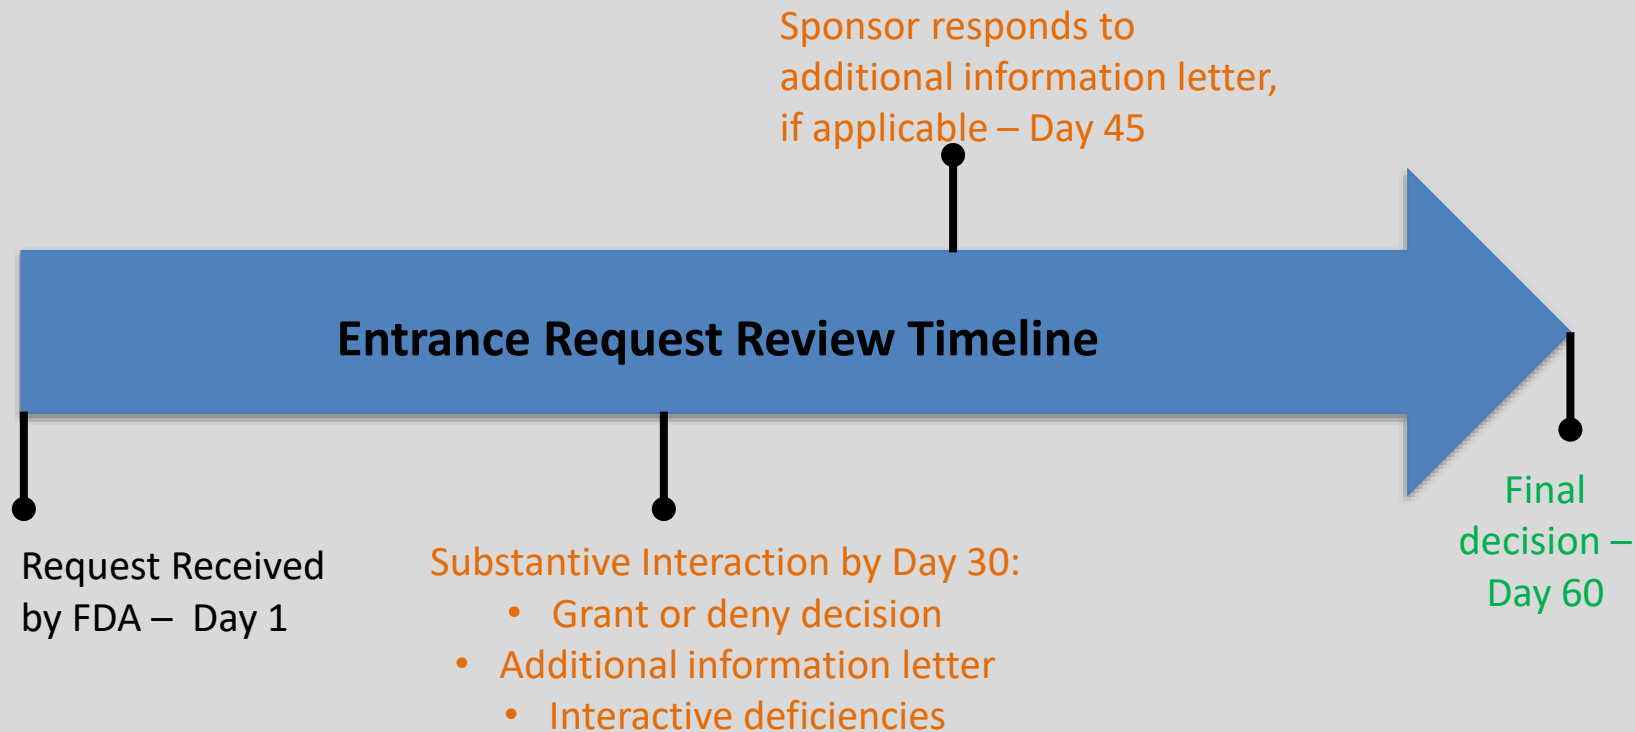 Sponsor responds to
additional information letter,
if applicable – Day 45
Entrance Request Review Timeline
Request Received
by FDA – Day 1
Substantive Interaction by Day 30:
• Grant or deny decision
• Additional information letter
• Interactive deficiencies
Final
decision –
Day 60